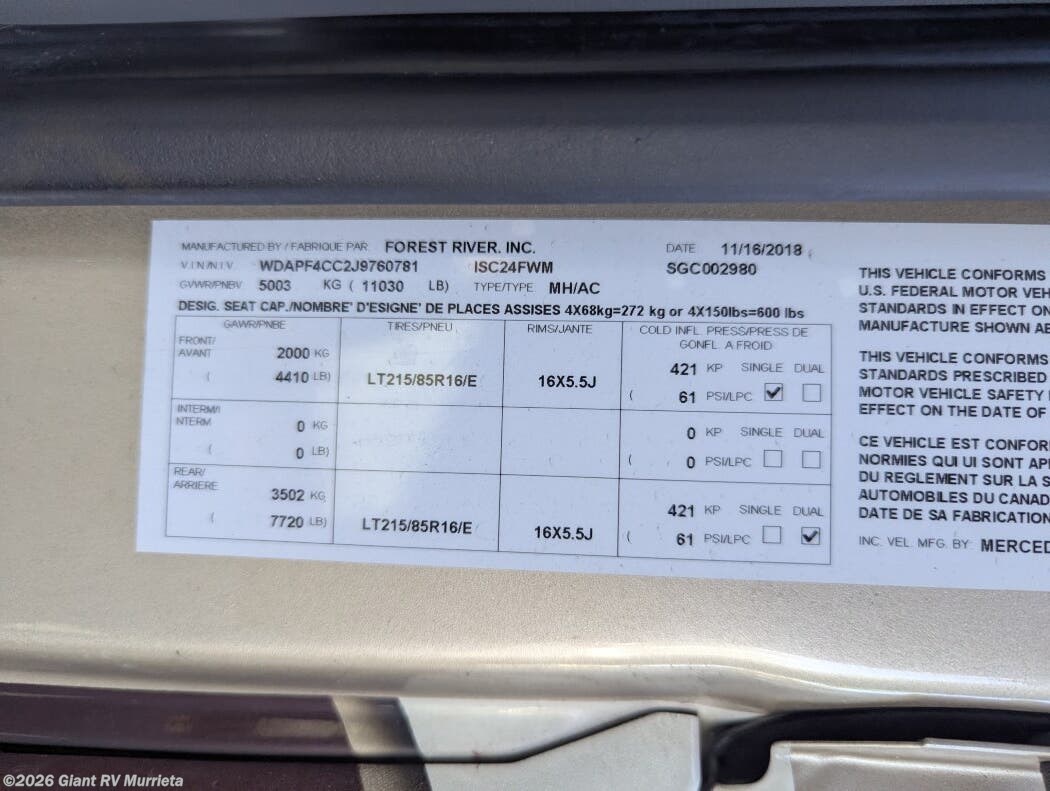 MANUFACTURED BY / FABRIQUE PAR: FOREST RIVER, INC. DATE 11/16/2018
V.I.N./N.I.V. WDAPF4CC2J9760781 ISC24FWM SGC002980
GVWR/PNBV 5003 KG ( 11030 LB) TYPE/TYPE MH/AC
DESIG. SEAT CAP./NOMBRE' D'ESIGNE' DE PLACES ASSISES 4X68kg=272 kg or 4X150lbs=600 lbs
GAWR/PNBE TIRES/PNEU RIMS/JANTE COLD INFL. PRESS/PRESS DE GONFL. A FROID
FRONT/ AVANT 2000 KG 421 KP SINGLE DUAL
( 4410 LB) LT215/85R16/E 16X5.5J ( 61 PSI/LPC ☑ ☐
INTERM/I NTERM 0 KG 0 KP SINGLE DUAL
( 0 LB) ( 0 PSI/LPC ☐ ☐
REAR/ ARRIERE 3502 KG 421 KP SINGLE DUAL
( 7720 LB) LT215/85R16/E 16X5.5J ( 61 PSI/LPC ☐ ☑
THIS VEHICLE CONFORMS
U.S. FEDERAL MOTOR VEH
STANDARDS IN EFFECT ON
MANUFACTURE SHOWN AB
THIS VEHICLE CONFORMS
STANDARDS PRESCRIBED
MOTOR VEHICLE SAFETY
EFFECT ON THE DATE OF
CE VEHICLE EST CONFOR
NORMIES QU UI SONT AP
DU REGLEMENT SUR LA S
AUTOMOBILES DU CANAD
DATE DE SA FABRICATION
INC. VEL. MFG. BY: MERCED
©2026 Giant RV Murrieta